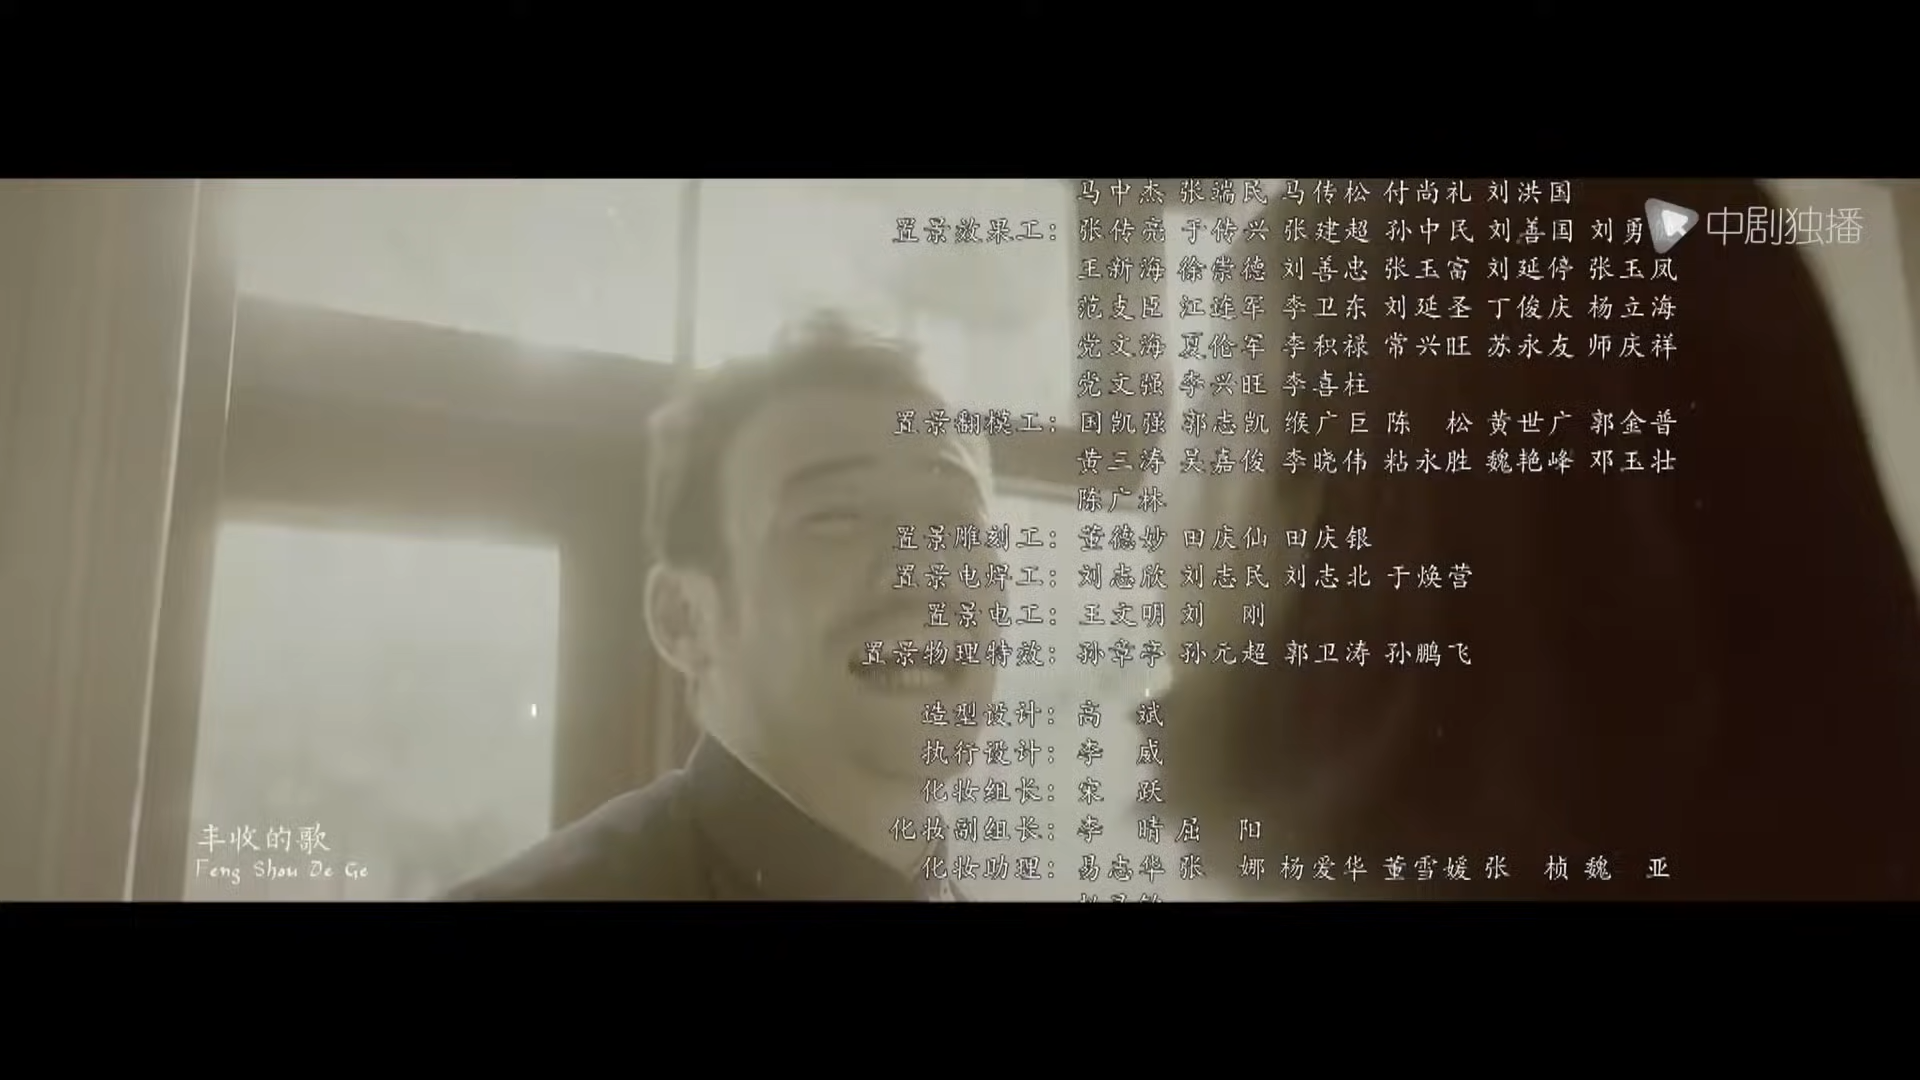 马中杰 张端民 马传松 付尚礼 刘洪国
置景效果工：张传亮 于传兴 张建超 孙中民 刘善国 刘勇
中剧独播
王新海 徐崇德 刘善忠 张玉富 刘延停 张玉凤
范支臣 江连军 李卫东 刘延圣 丁俊庆 杨立海
党文海 夏伦军 李积禄 常兴旺 苏永友 师庆祥
党文强 李兴旺 李喜柱
置景翻模工：国凯强 郭志凯 缑广巨 陈 松 黄世广 郭金普
黄三涛 吴嘉俊 李晓伟 粘永胜 魏艳峰 邓玉壮
陈广林
置景雕刻工：董德妙 田庆仙 田庆银
置景电焊工：刘志欣 刘志民 刘志北 于焕营
置景电工：王文明 刘 刚
置景物理特效：孙章亭 孙元超 郭卫涛 孙鹏飞
造型设计：高 斌
执行设计：李 威
化妆组长：宋 跃
化妆副组长：李 晴 屈 阳
化妆助理：易志华 张 娜 杨爱华 董雪媛 张 桢 魏 亚
丰收的歌
Feng Shou De Ge